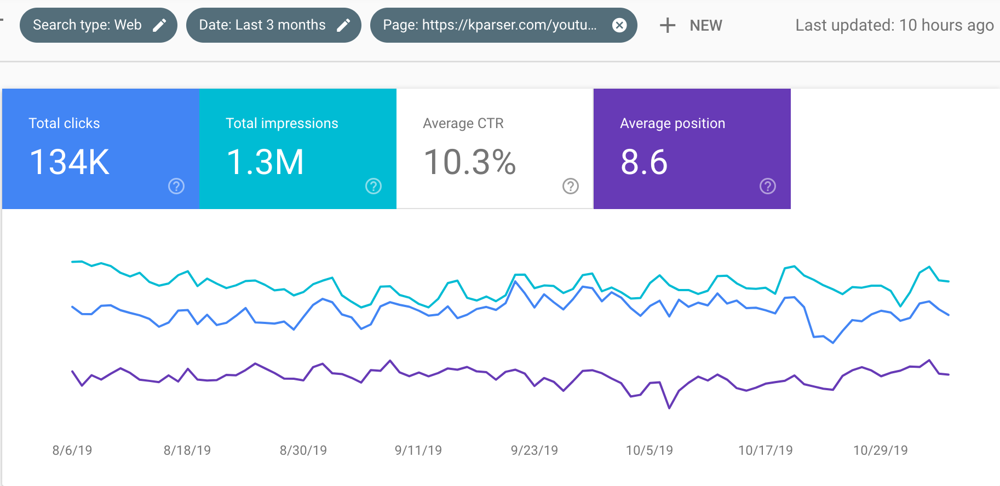 Search type: Web
Date: Last 3 months
Page: https://kparser.com/youtu...
+ NEW
Last updated: 10 hours ago
Total clicks
134K
Total impressions
1.3M
Average CTR
10.3%
Average position
8.6
8/6/19 8/18/19 8/30/19 9/11/19 9/23/19 10/5/19 10/17/19 10/29/19